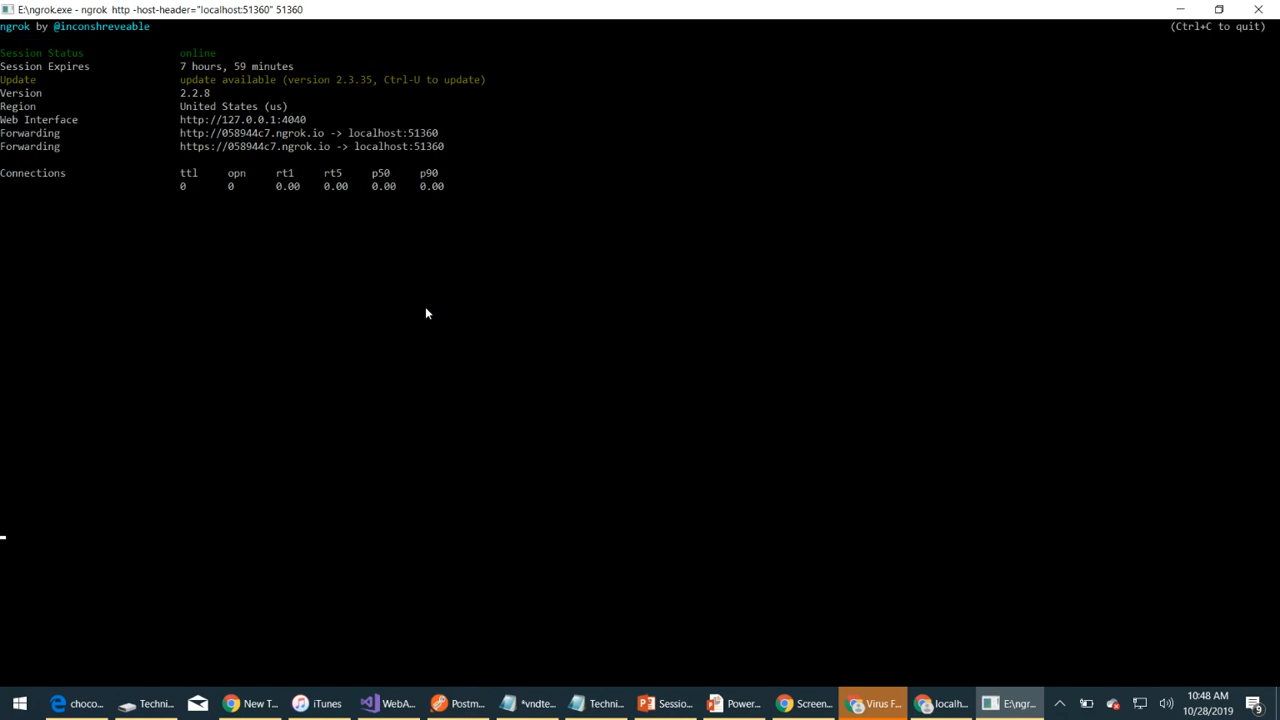 E:\ngrok.exe - ngrok  http -host-header="localhost:51360" 51360
ngrok by @inconshreveable (Ctrl+C to quit)
Session Status online
Session Expires 7 hours, 59 minutes
Update update available (version 2.3.35, Ctrl-U to update)
Version 2.2.8
Region United States (us)
Web Interface http://127.0.0.1:4040
Forwarding http://058944c7.ngrok.io -> localhost:51360
Forwarding https://058944c7.ngrok.io -> localhost:51360
Connections ttl opn rt1 rt5 p50 p90
0 0 0.00 0.00 0.00 0.00
choco... Techni... New T... iTunes WebA... Postm... *vndte... Techni... Sessio... Power... Screen... Virus F... localh... E:\ngr...
10:48 AM
10/28/2019
9